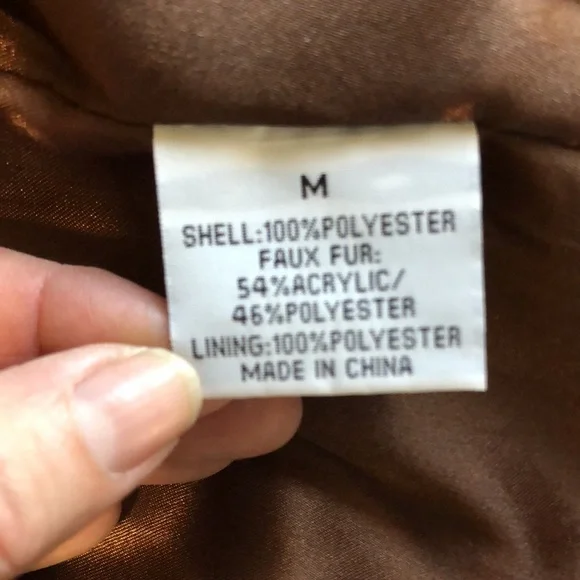 M
SHELL:100%POLYESTER
FAUX FUR:
54%ACRYLIC/
46%POLYESTER
LINING:100%POLYESTER
MADE IN CHINA